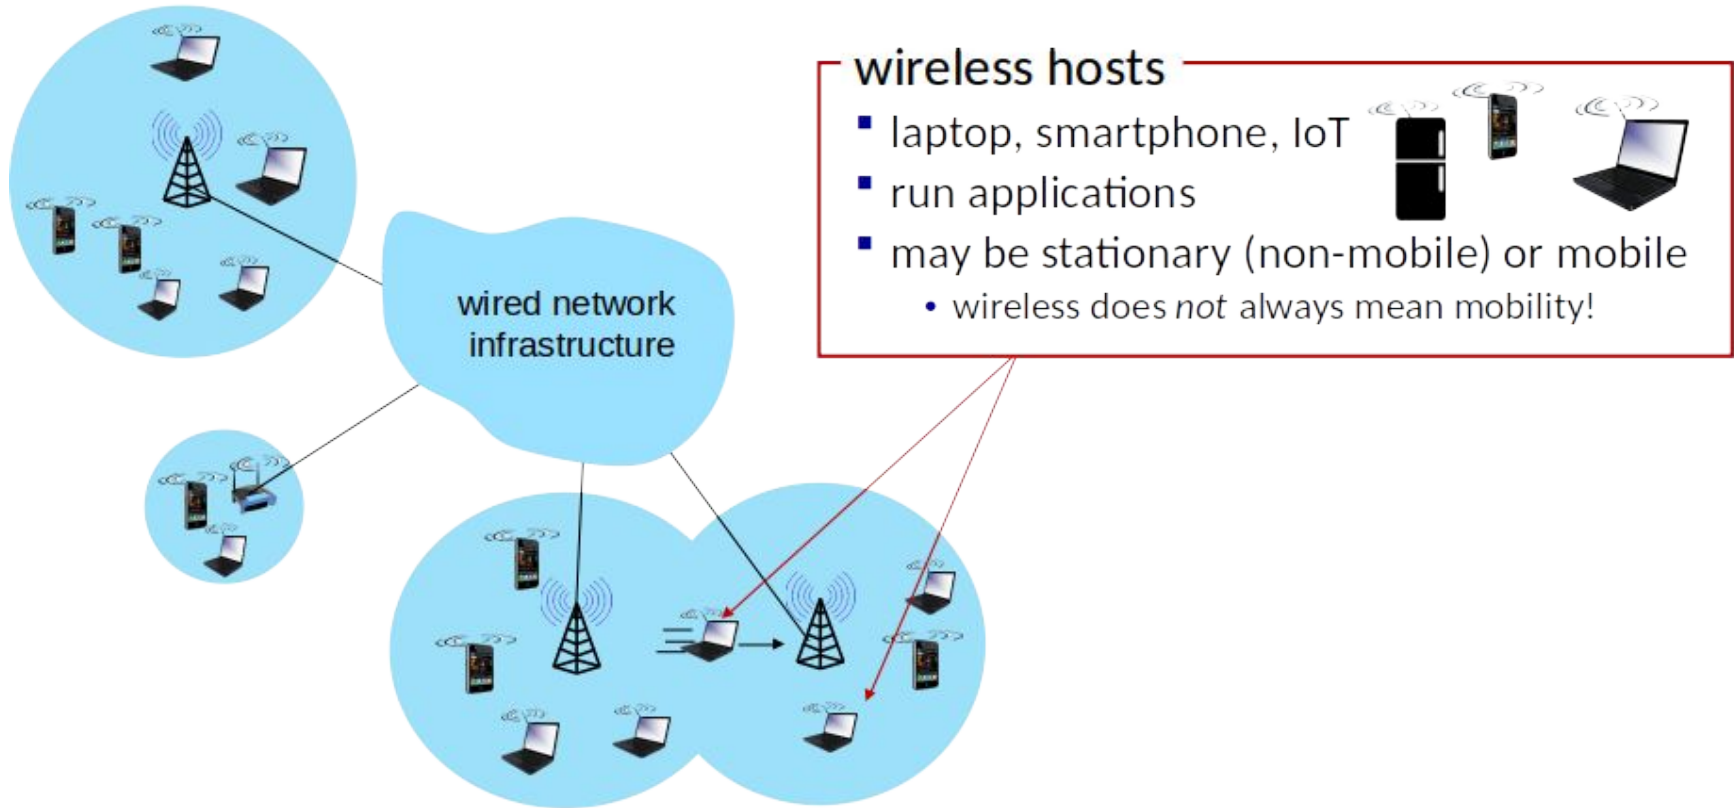 wireless hosts
laptop, smartphone, IoT
run applications
may be stationary (non-mobile) or mobile
wireless does not always mean mobility!
wired network
infrastructure